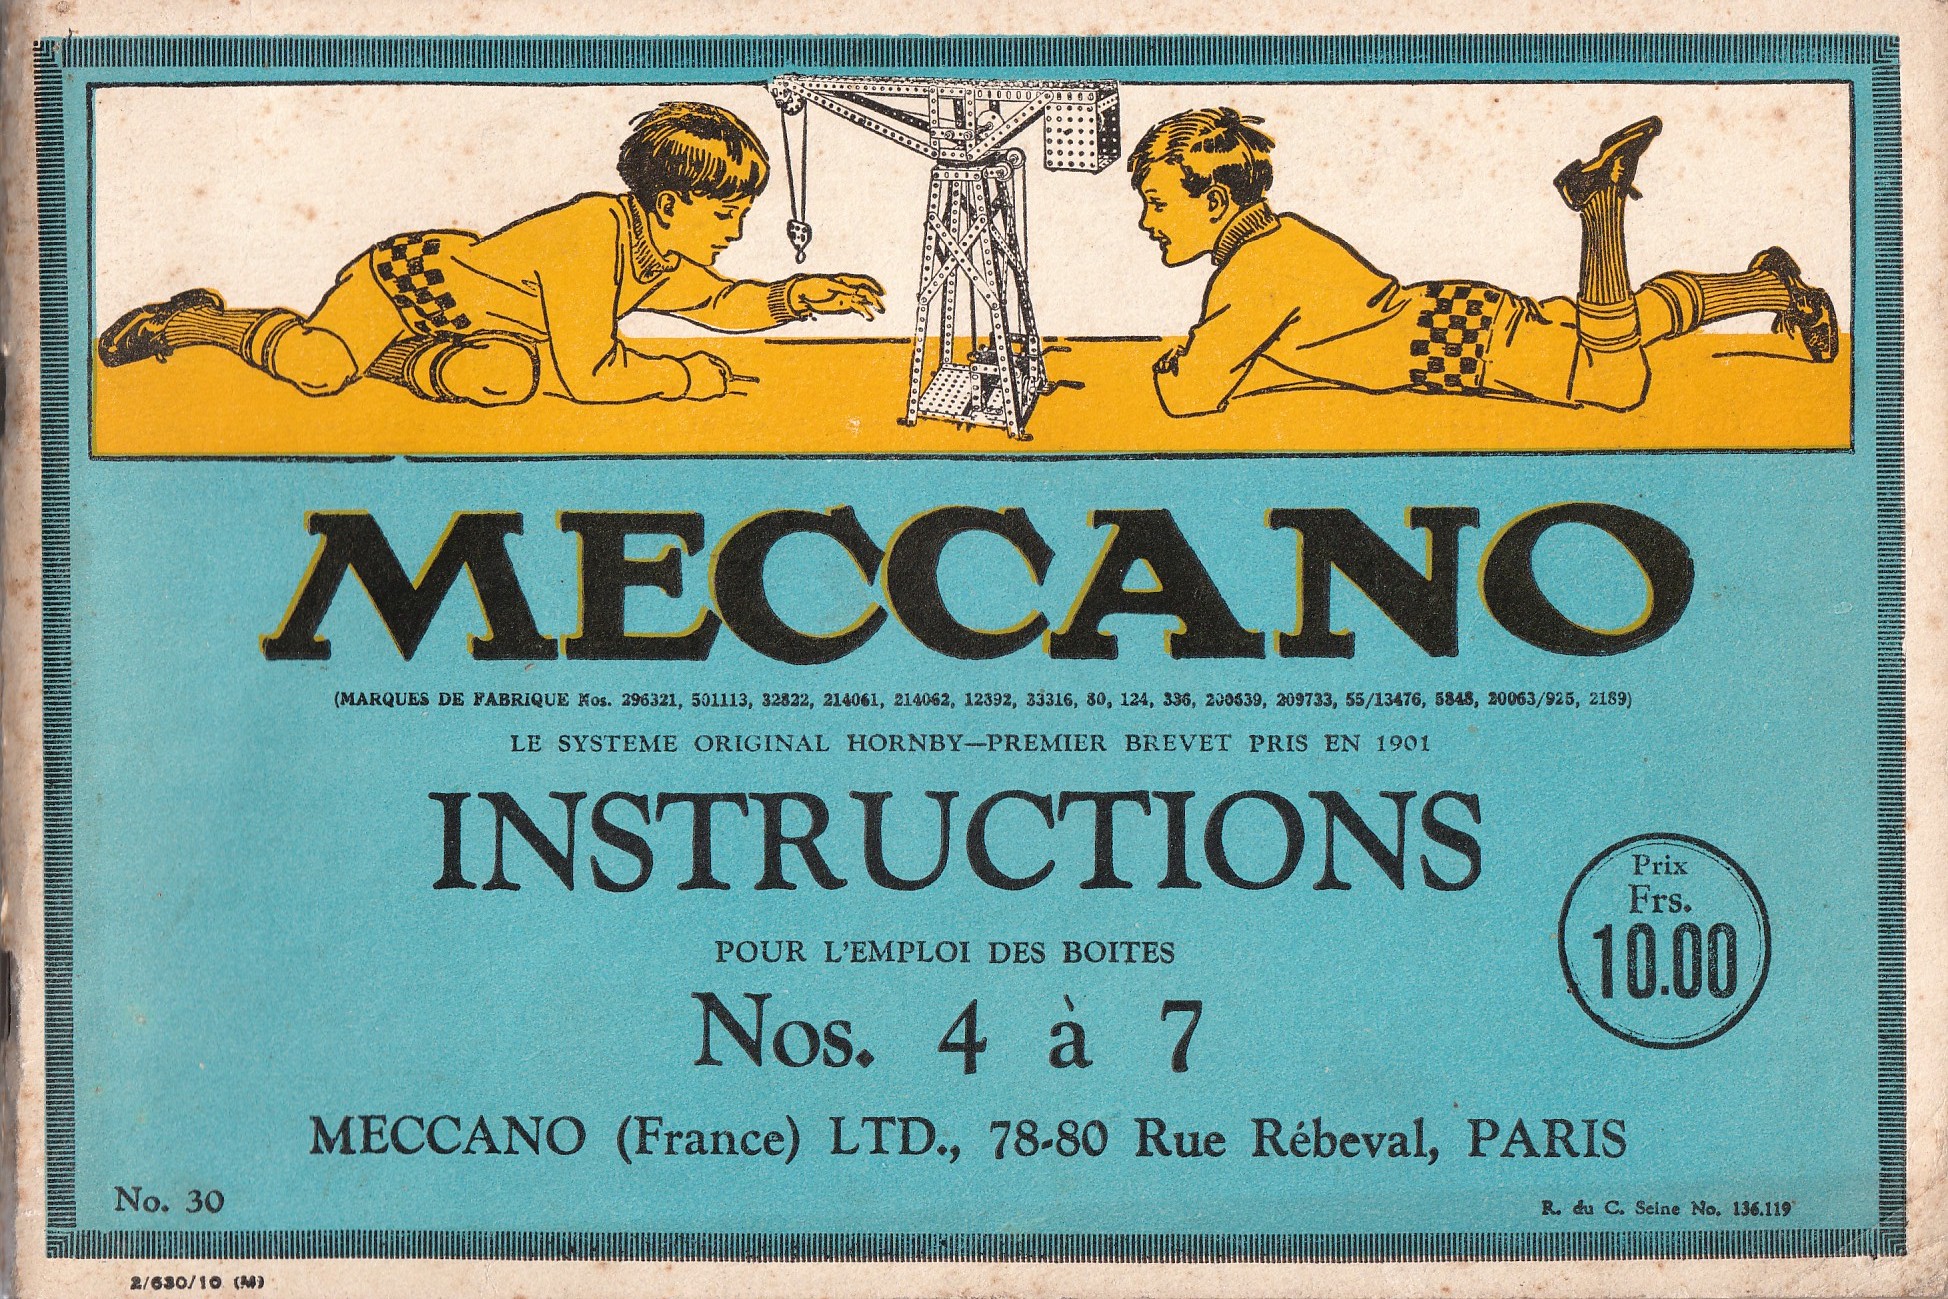 MECCANO
(MARQUES DE FABRIQUE Nos. 296321, 501113, 32822, 214061, 214062, 12892, 33316, 80, 124, 336, 200639, 209733, 55/13476, 5848, 20063/925, 2189)
LE SYSTEME ORIGINAL HORNBY—PREMIER BREVET PRIS EN 1901
INSTRUCTIONS
Prix
Frs.
10.00
POUR L'EMPLOI DES BOITES
Nos. 4 à 7
MECCANO (France) LTD., 78-80 Rue Rébeval, PARIS
No. 30
R. du C. Seine No. 136.119
2/630/10 (M)